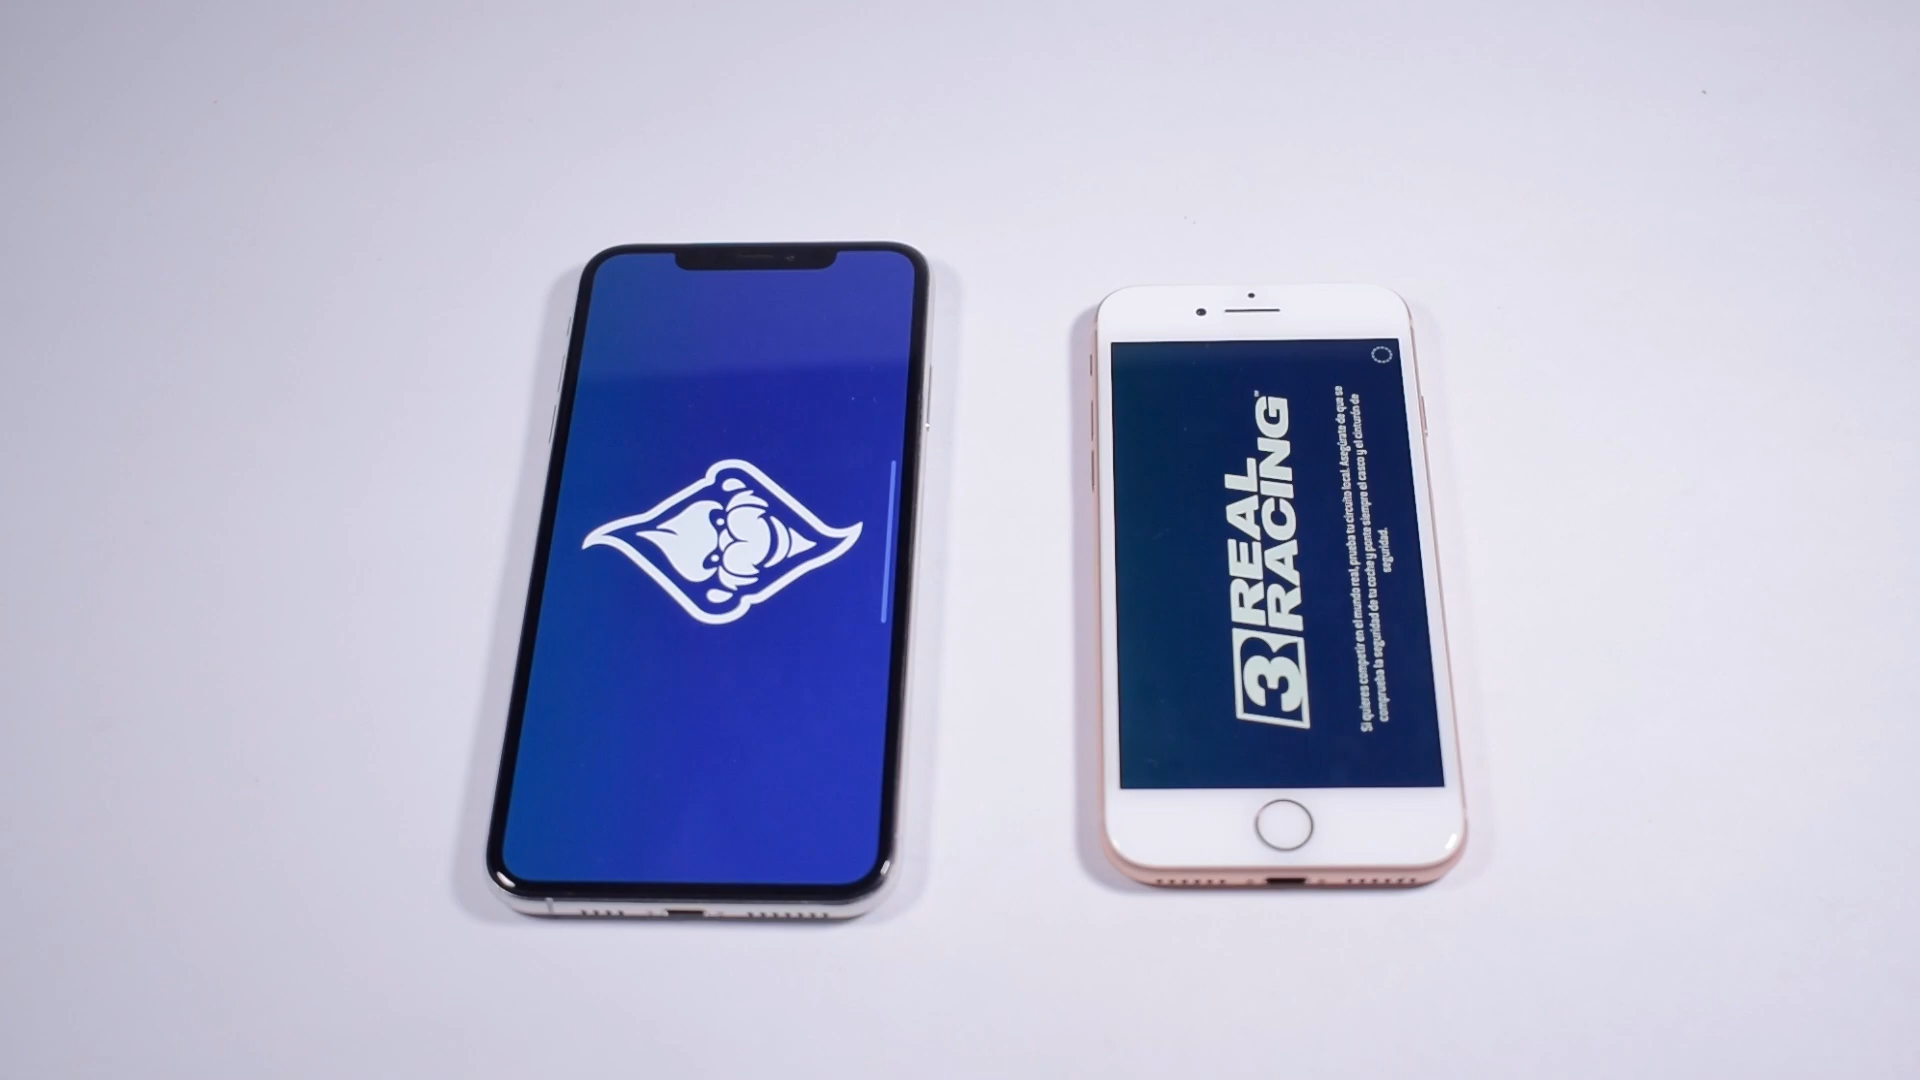 3 REAL
RACING™
Si quieres competir en el mundo real, prueba tu circuito local. Asegúrate de que se
comprueba la seguridad de tu coche y ponte siempre el casco y el cinturón de
seguridad.